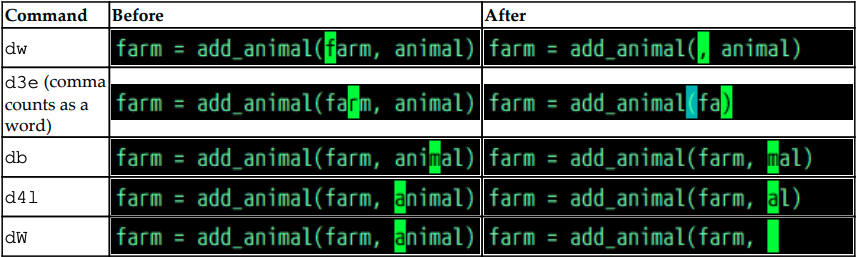 Command Before After
dw farm = add_animal(farm, animal) farm = add_animal(, animal)
d3e (comma
counts as a farm = add_animal(farm, animal) farm = add_animal(fa)
word)
db farm = add_animal(farm, animal) farm = add_animal(farm, mal)
d4l farm = add_animal(farm, animal) farm = add_animal(farm, al)
dW farm = add_animal(farm, animal) farm = add_animal(farm,